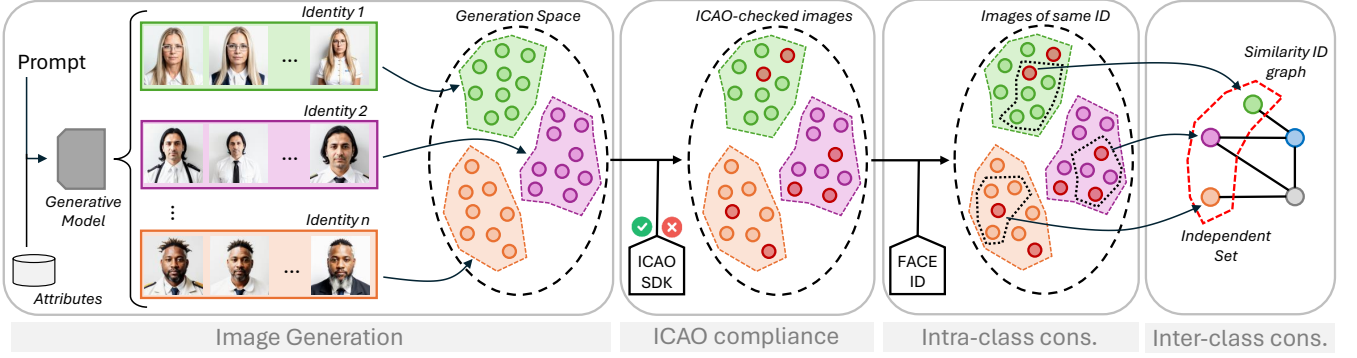 Prompt
Generative
Model
Attributes
Identity 1
...
Identity 2
...
⋮
Identity n
...
Generation Space
Image Generation
ICAO
SDK
ICAO-checked images
ICAO compliance
FACE
ID
Images of same ID
Intra-class cons.
Similarity ID
graph
Independent
Set
Inter-class cons.